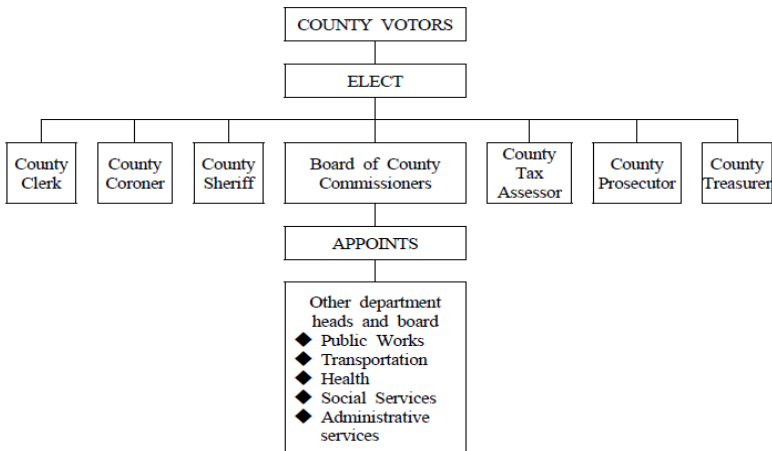 COUNTY VOTORS
ELECT
County
Clerk
County
Coroner
County
Sheriff
Board of County
Commissioners
County
Tax
Assessor
County
Prosecutor
County
Treasurer
APPOINTS
Other department
heads and board
◆ Public Works
◆ Transportation
◆ Health
◆ Social Services
◆ Administrative
services